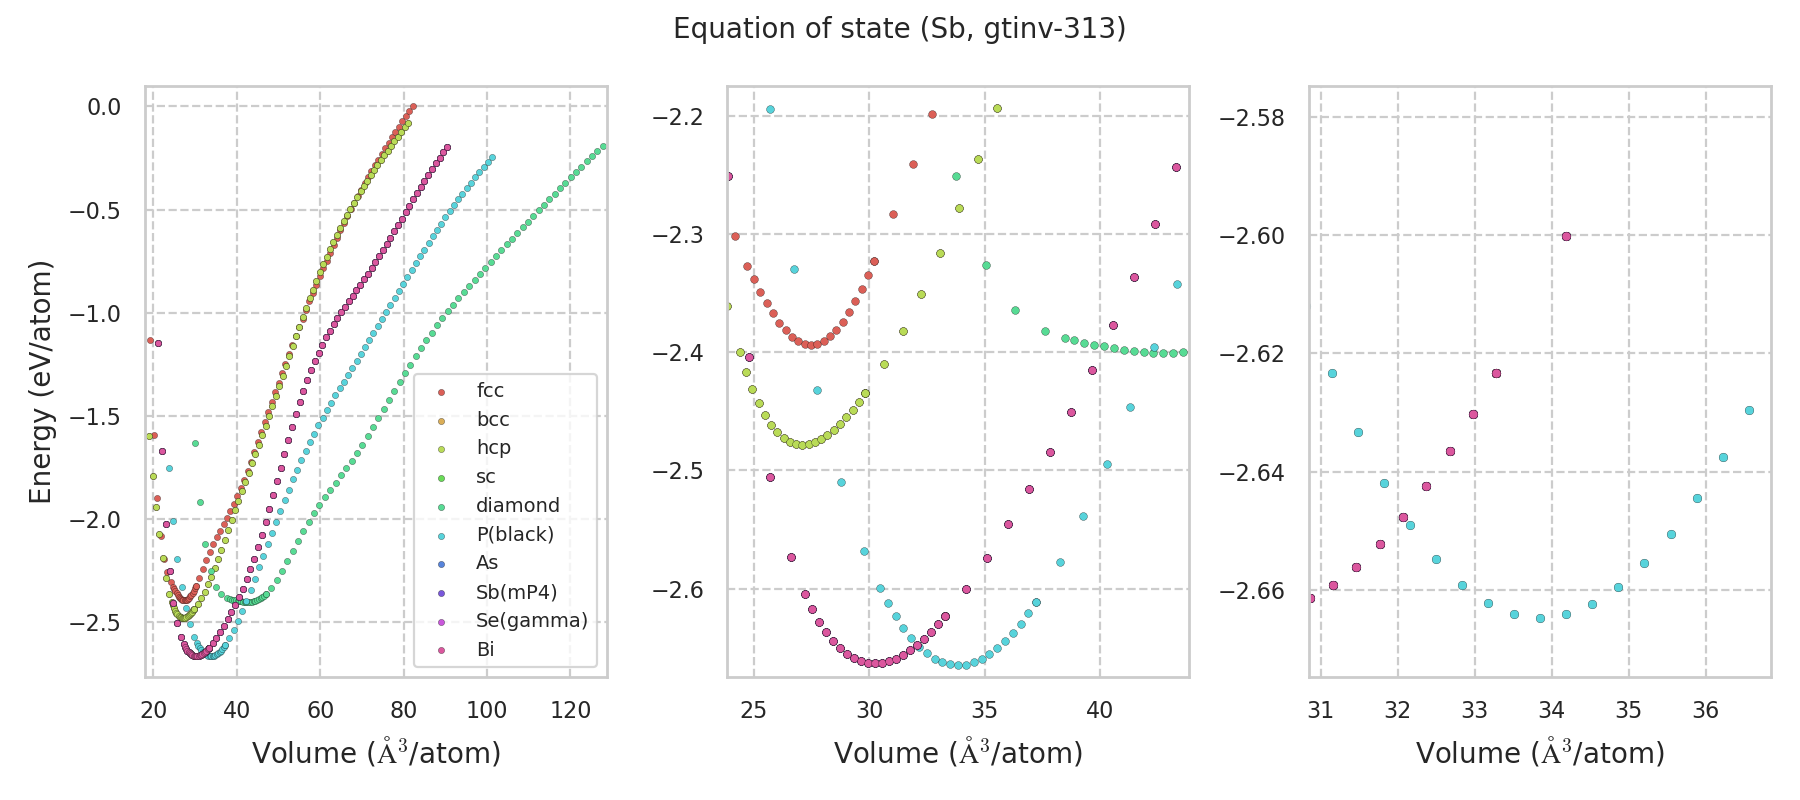 Equation of state (Sb, gtinv-313)
Energy (eV/atom)
0.0
−0.5
−1.0
−1.5
−2.0
−2.5
20 40 60 80 100 120
Volume (Å³/atom)
fcc
bcc
hcp
sc
diamond
P(black)
As
Sb(mP4)
Se(gamma)
Bi
−2.2
−2.3
−2.4
−2.5
−2.6
25 30 35 40
Volume (Å³/atom)
−2.58
−2.60
−2.62
−2.64
−2.66
31 32 33 34 35 36
Volume (Å³/atom)